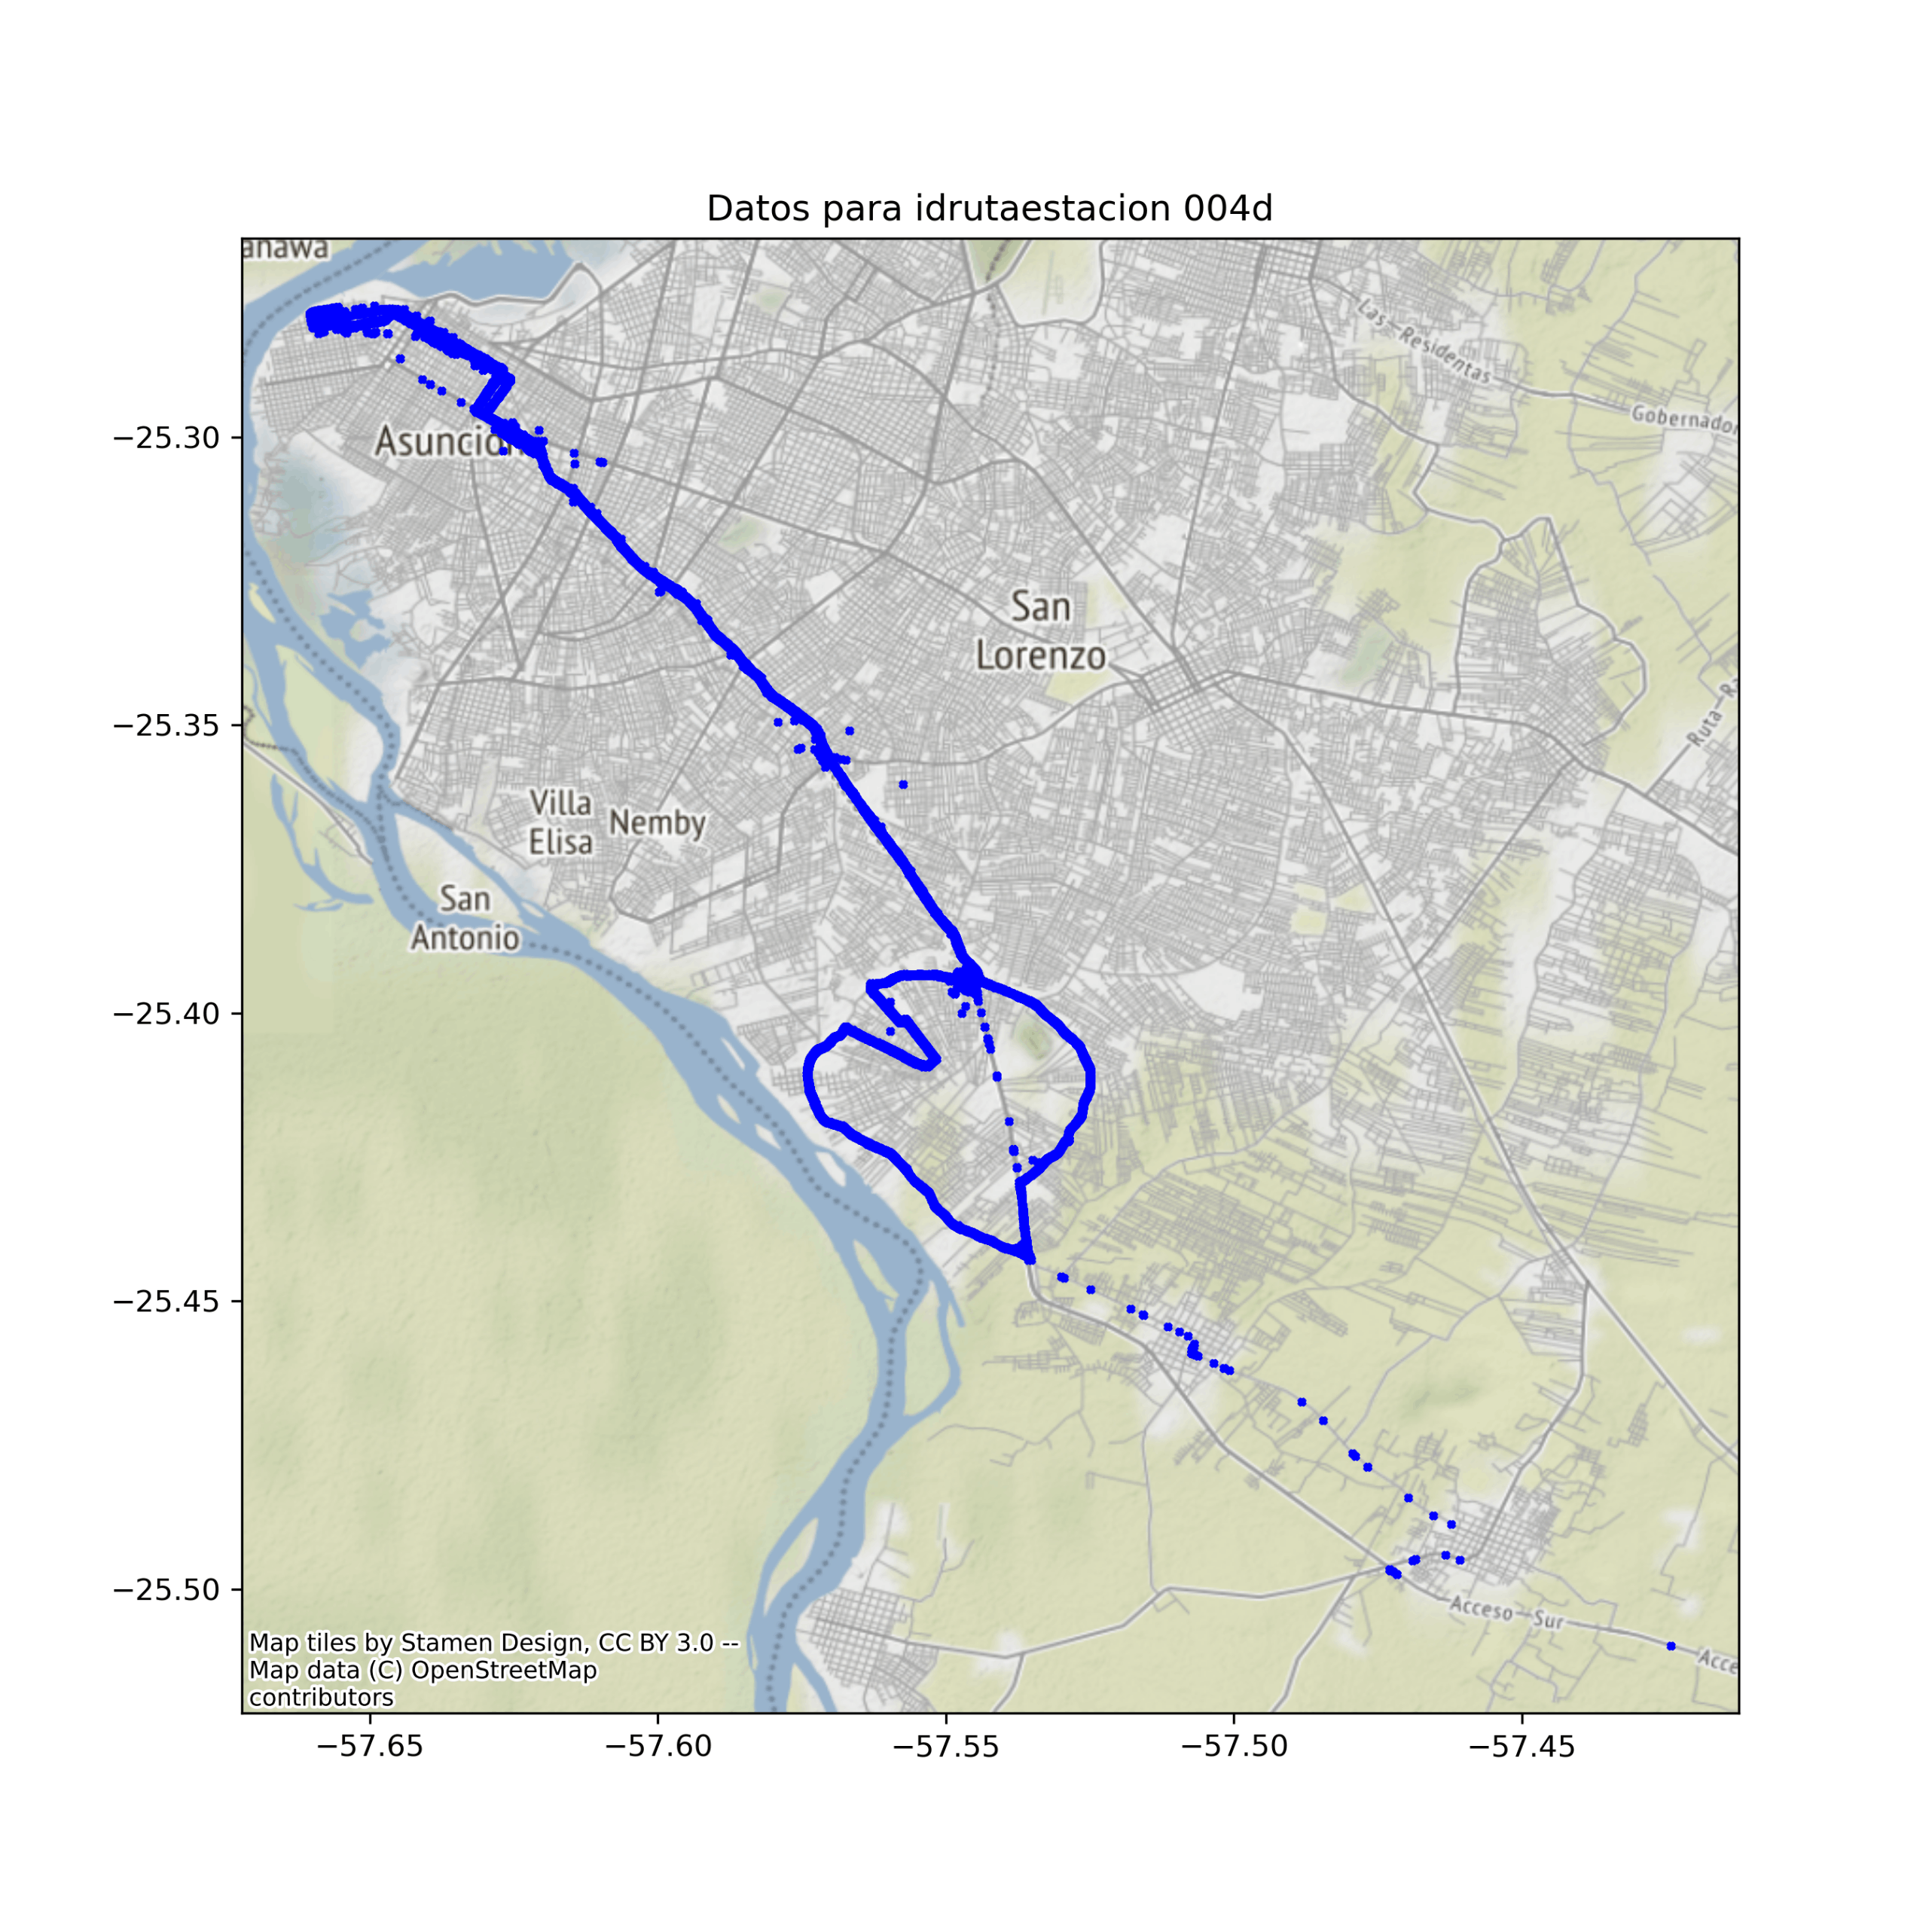 Datos para idrutaestacion 004d
anawa
Las Residentas
Gobernador
−25.30
Asunción
San
Lorenzo
−25.35
Ruta
Villa
Elisa
Nemby
San
Antonio
−25.40
−25.45
−25.50
Acceso Sur
Acce
Map tiles by Stamen Design, CC BY 3.0 --
Map data (C) OpenStreetMap
contributors
−57.65
−57.60
−57.55
−57.50
−57.45